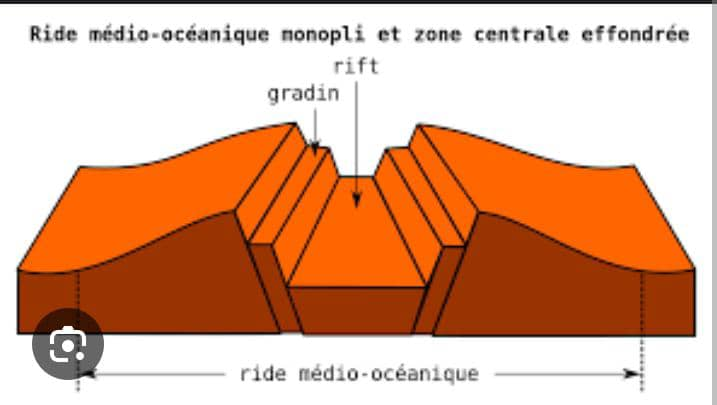 Ride médio-océanique monopli et zone centrale effondrée
rift
gradin
ride médio-océanique